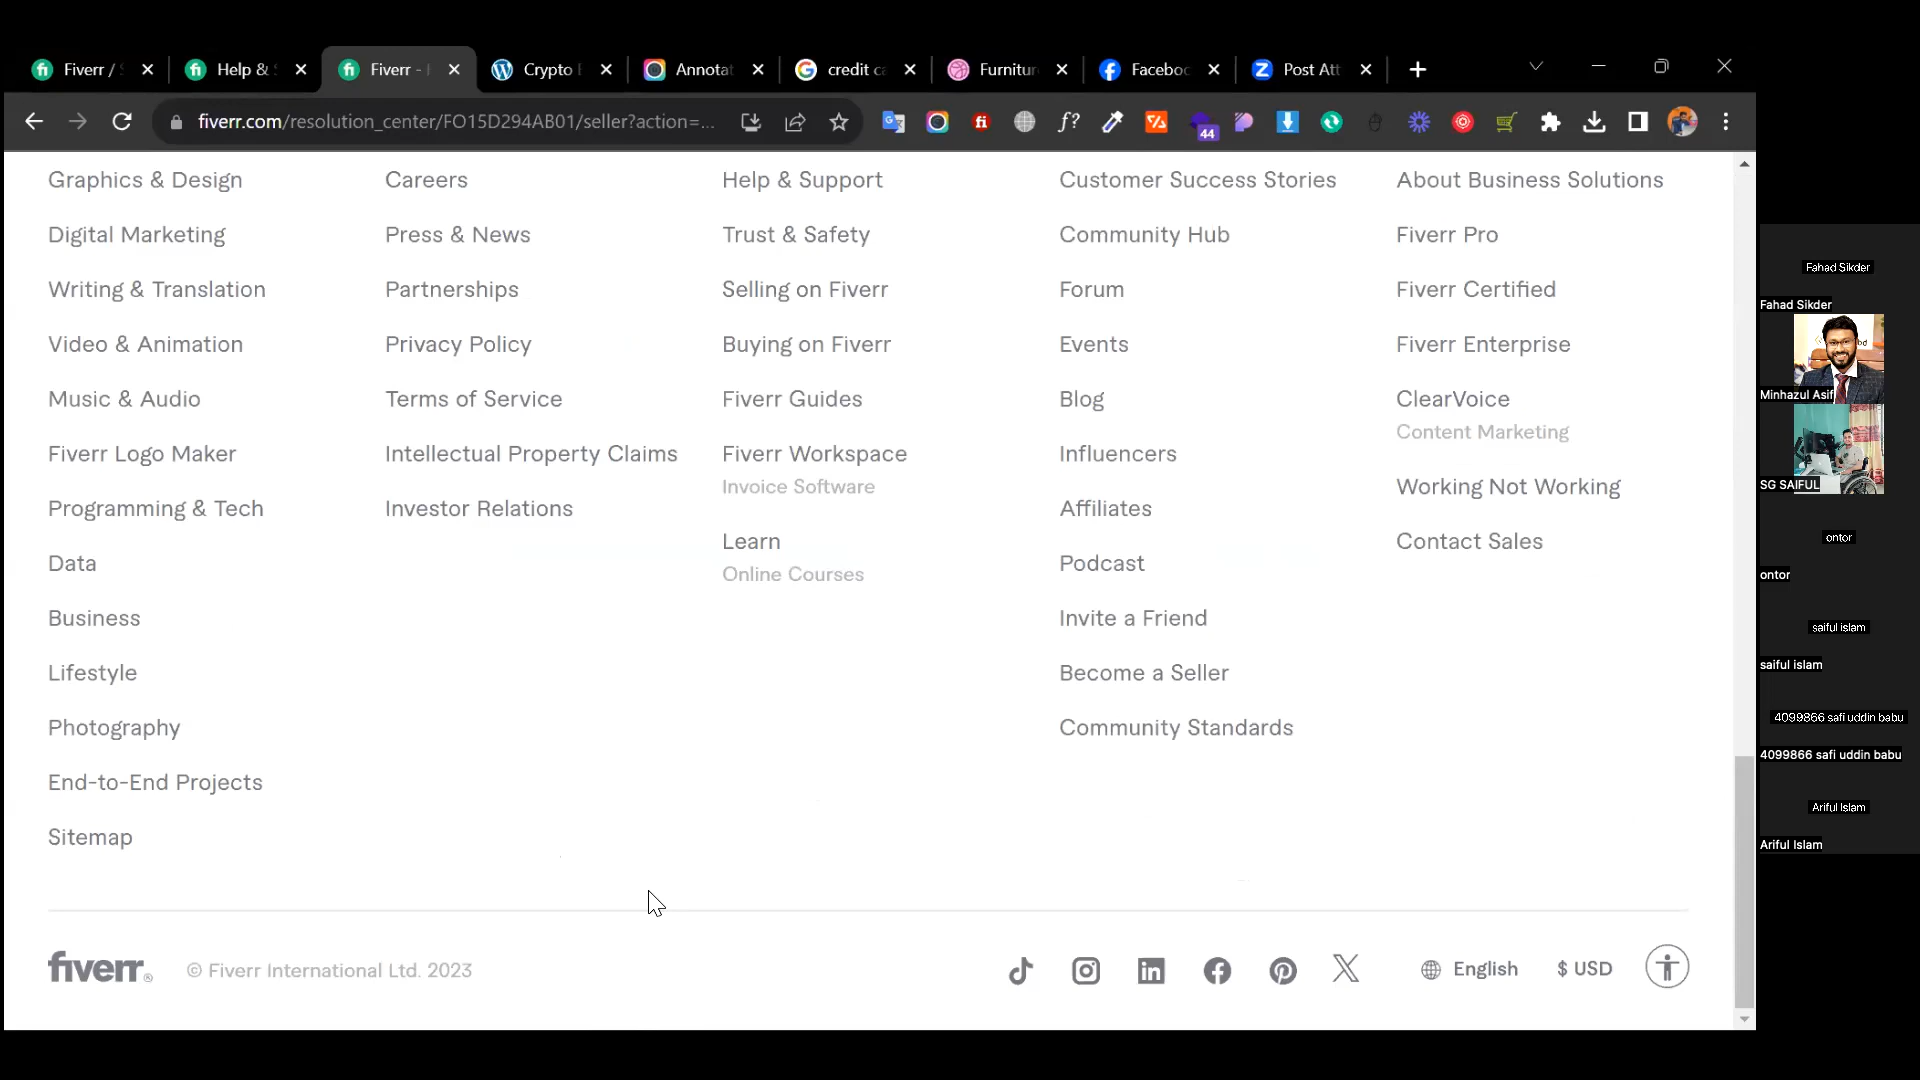 Fiverr /
Help &
Fiverr -
Crypto
Annotat
credit ca
Furnitur
Faceboc
Post Att
fiverr.com/resolution_center/FO15D294AB01/seller?action=...
fi
f?
44
Graphics & Design
Digital Marketing
Writing & Translation
Video & Animation
Music & Audio
Fiverr Logo Maker
Programming & Tech
Data
Business
Lifestyle
Photography
End-to-End Projects
Sitemap
Careers
Press & News
Partnerships
Privacy Policy
Terms of Service
Intellectual Property Claims
Investor Relations
Help & Support
Trust & Safety
Selling on Fiverr
Buying on Fiverr
Fiverr Guides
Fiverr Workspace
Invoice Software
Learn
Online Courses
Customer Success Stories
Community Hub
Forum
Events
Blog
Influencers
Affiliates
Podcast
Invite a Friend
Become a Seller
Community Standards
About Business Solutions
Fiverr Pro
Fiverr Certified
Fiverr Enterprise
ClearVoice
Content Marketing
Working Not Working
Contact Sales
fiverr®
© Fiverr International Ltd. 2023
English
$ USD
Fahad Sikder
Fahad Sikder
Minhazul Asif
SG SAIFUL
ontor
ontor
saiful islam
saiful islam
4099866 safi uddin babu
4099866 safi uddin babu
Ariful Islam
Ariful Islam